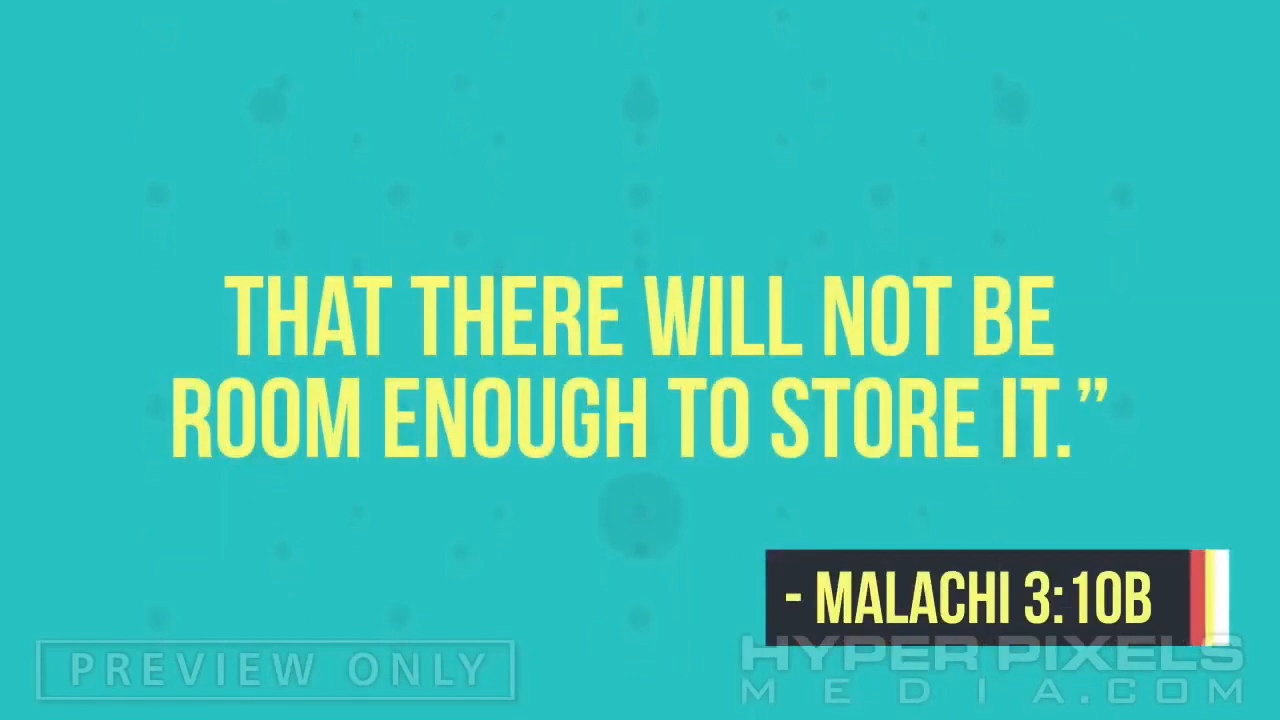 THAT THERE WILL NOT BE
ROOM ENOUGH TO STORE IT.”
- MALACHI 3:10B
PREVIEW ONLY
HYPER PIXELS
MEDIA.COM